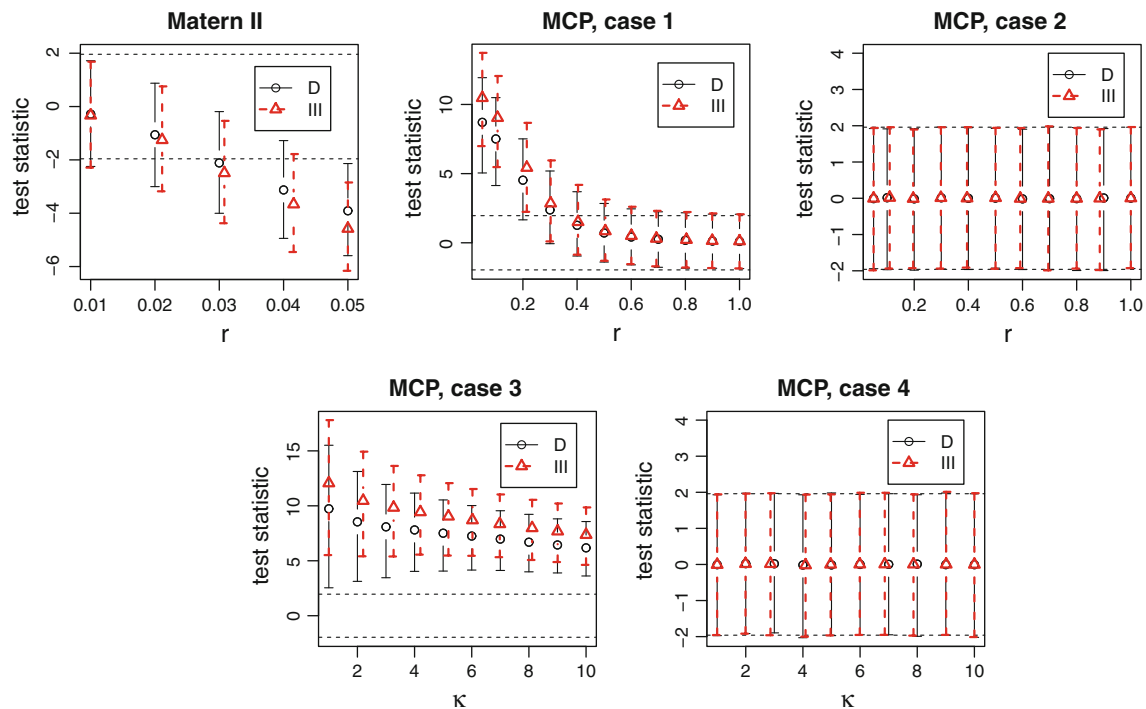 Matern II
test statistic
2
0
−2
−4
−6
D
III
0.01 0.02 0.03 0.04 0.05
r
MCP, case 1
test statistic
10
5
0
D
III
0.2 0.4 0.6 0.8 1.0
r
MCP, case 2
test statistic
4
3
2
1
0
−1
−2
D
III
0.2 0.4 0.6 0.8 1.0
r
MCP, case 3
test statistic
15
10
5
0
D
III
2 4 6 8 10
κ
MCP, case 4
test statistic
4
3
2
1
0
−1
−2
D
III
2 4 6 8 10
κ